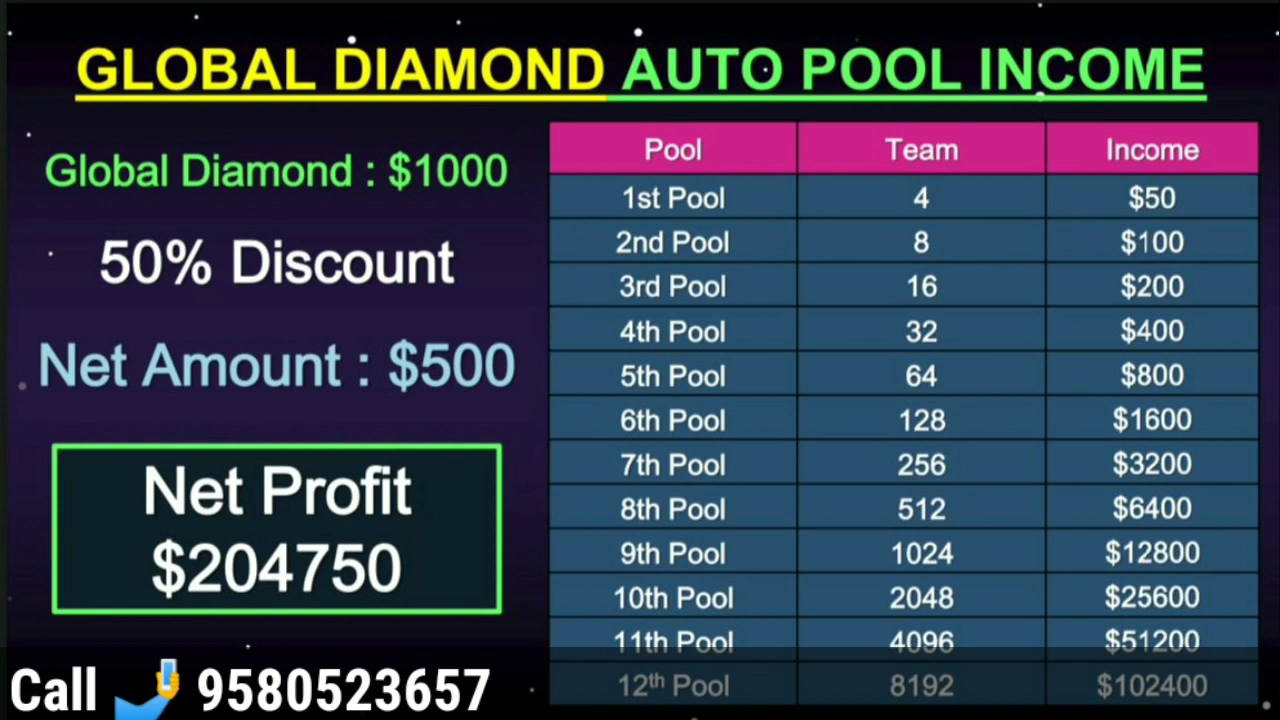 GLOBAL DIAMOND AUTO POOL INCOME
Global Diamond : $1000
50% Discount
Net Amount : $500
Net Profit
$204750
Pool Team Income
1st Pool 4 $50
2nd Pool 8 $100
3rd Pool 16 $200
4th Pool 32 $400
5th Pool 64 $800
6th Pool 128 $1600
7th Pool 256 $3200
8th Pool 512 $6400
9th Pool 1024 $12800
10th Pool 2048 $25600
11th Pool 4096 $51200
12th Pool 8192 $102400
Call 9580523657